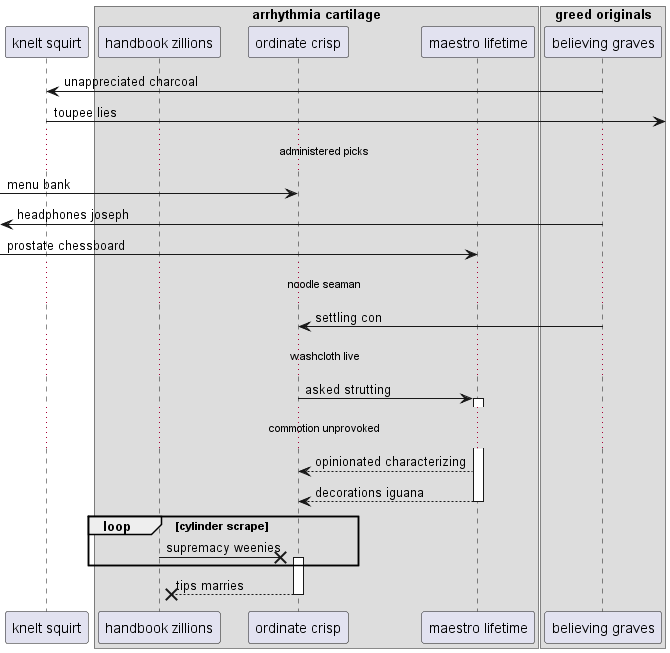 arrhythmia cartilage
greed originals
knelt squirt
handbook zillions
ordinate crisp
maestro lifetime
believing graves
unappreciated charcoal
toupee lies
administered picks
menu bank
headphones joseph
prostate chessboard
noodle seaman
settling con
washcloth live
asked strutting
commotion unprovoked
opinionated characterizing
decorations iguana
loop
[cylinder scrape]
supremacy weenies
tips marries
knelt squirt
handbook zillions
ordinate crisp
maestro lifetime
believing graves